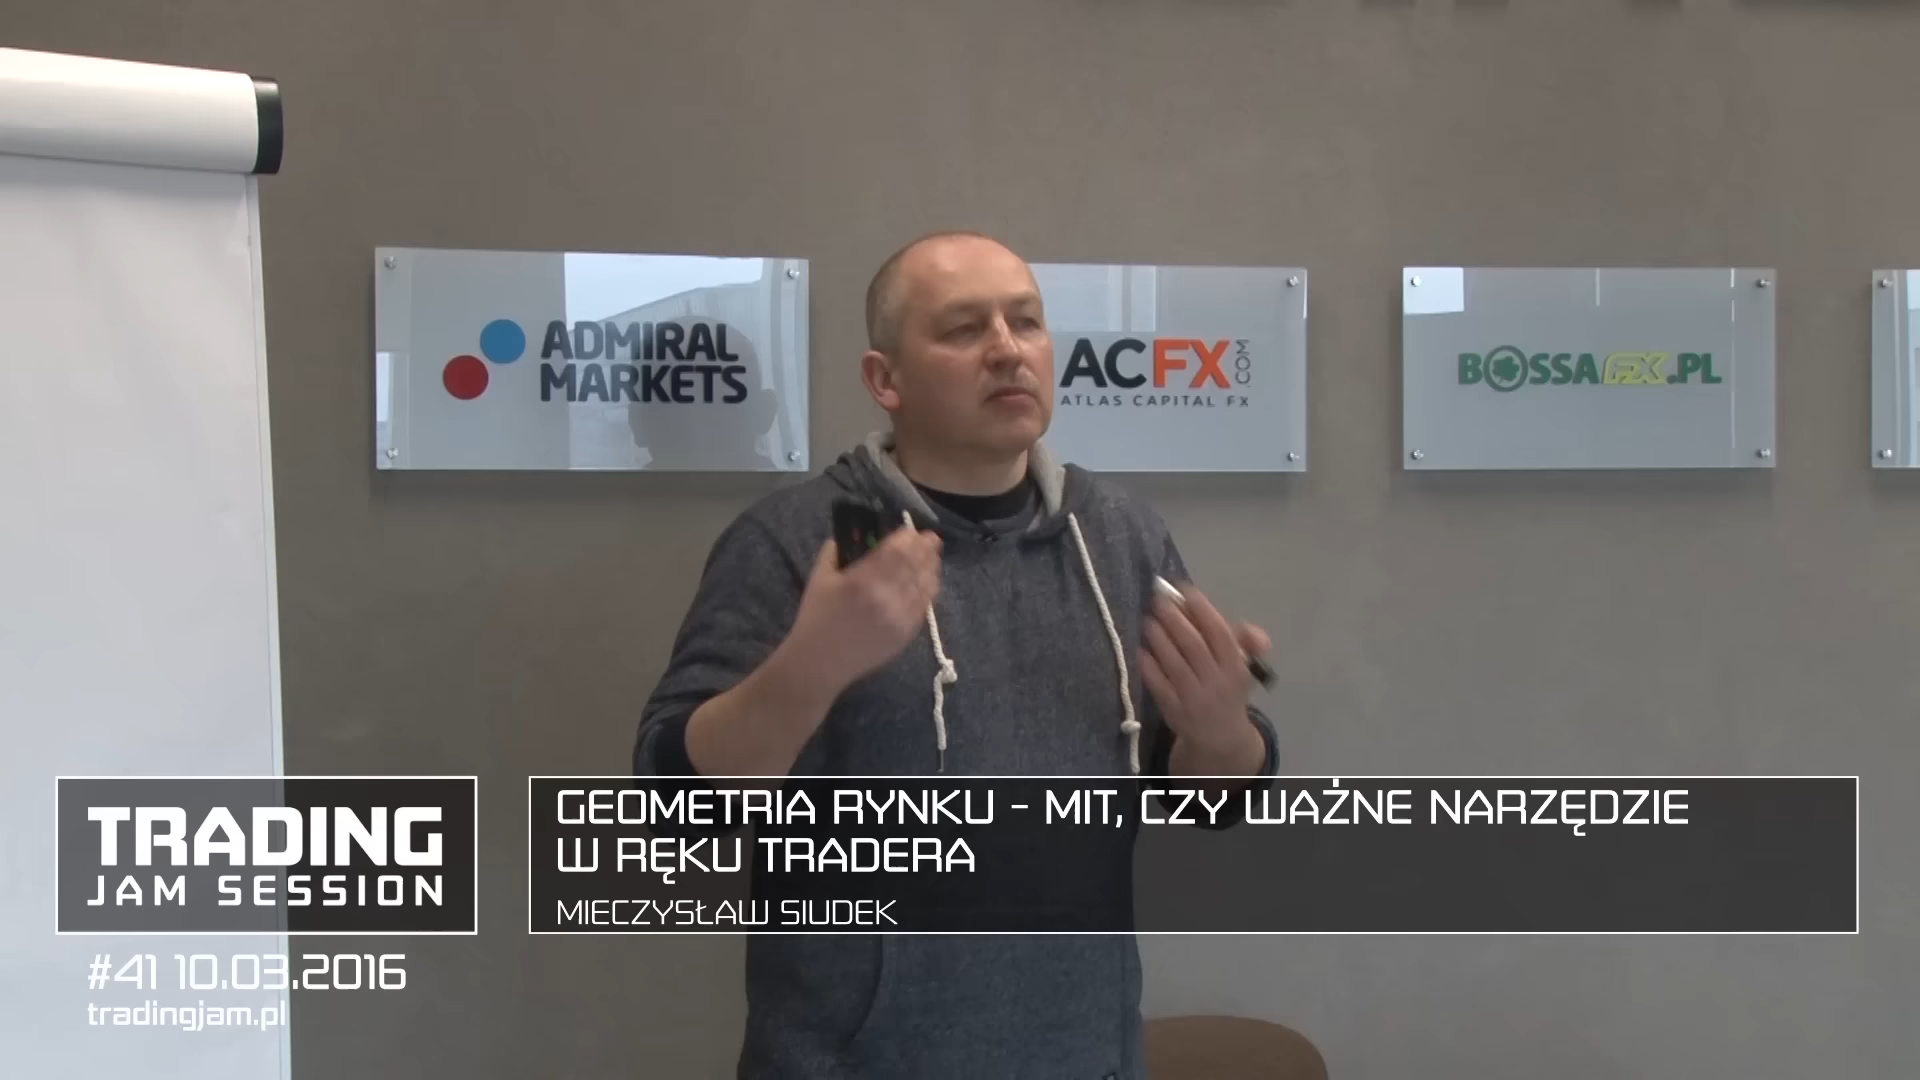 ADMIRAL
MARKETS
ACFX
.COM
ATLAS CAPITAL FX
BOSSAFX.PL
TRADING
JAM SESSION
GEOMETRIA RYNKU - MIT, CZY WAŻNE NARZĘDZIE
W RĘKU TRADERA
MIECZYSŁAW SIUDEK
#41 10.03.2016
tradingjam.pl